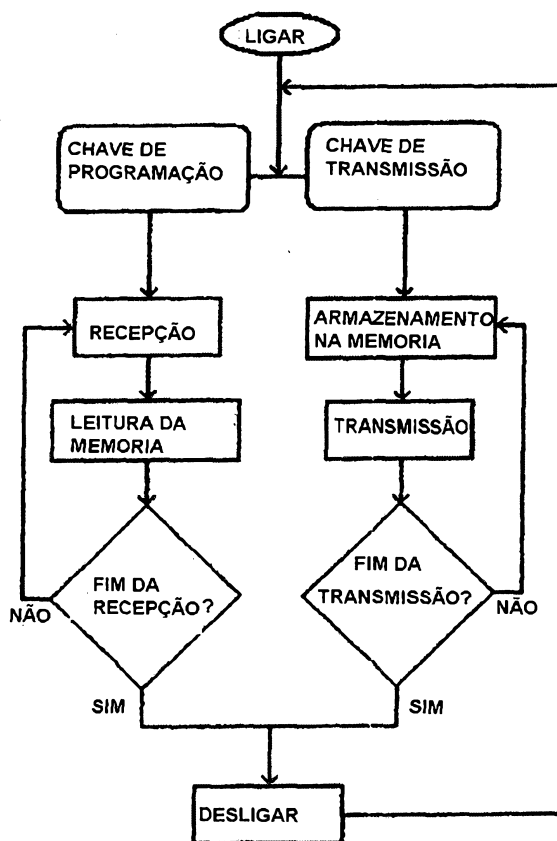 LIGAR
CHAVE DE
PROGRAMAÇÃO
CHAVE DE
TRANSMISSÃO
RECEPÇÃO
ARMAZENAMENTO
NA MEMORIA
LEITURA DA
MEMORIA
TRANSMISSÃO
FIM DA
RECEPÇÃO?
NÃO
FIM DA
TRANSMISSÃO?
NÃO
SIM
SIM
DESLIGAR